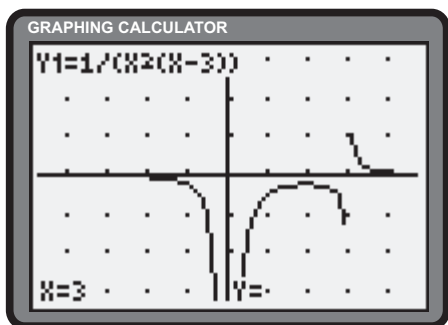 GRAPHING CALCULATOR
Y1=1/(X²(X-3))
X=3 Y=